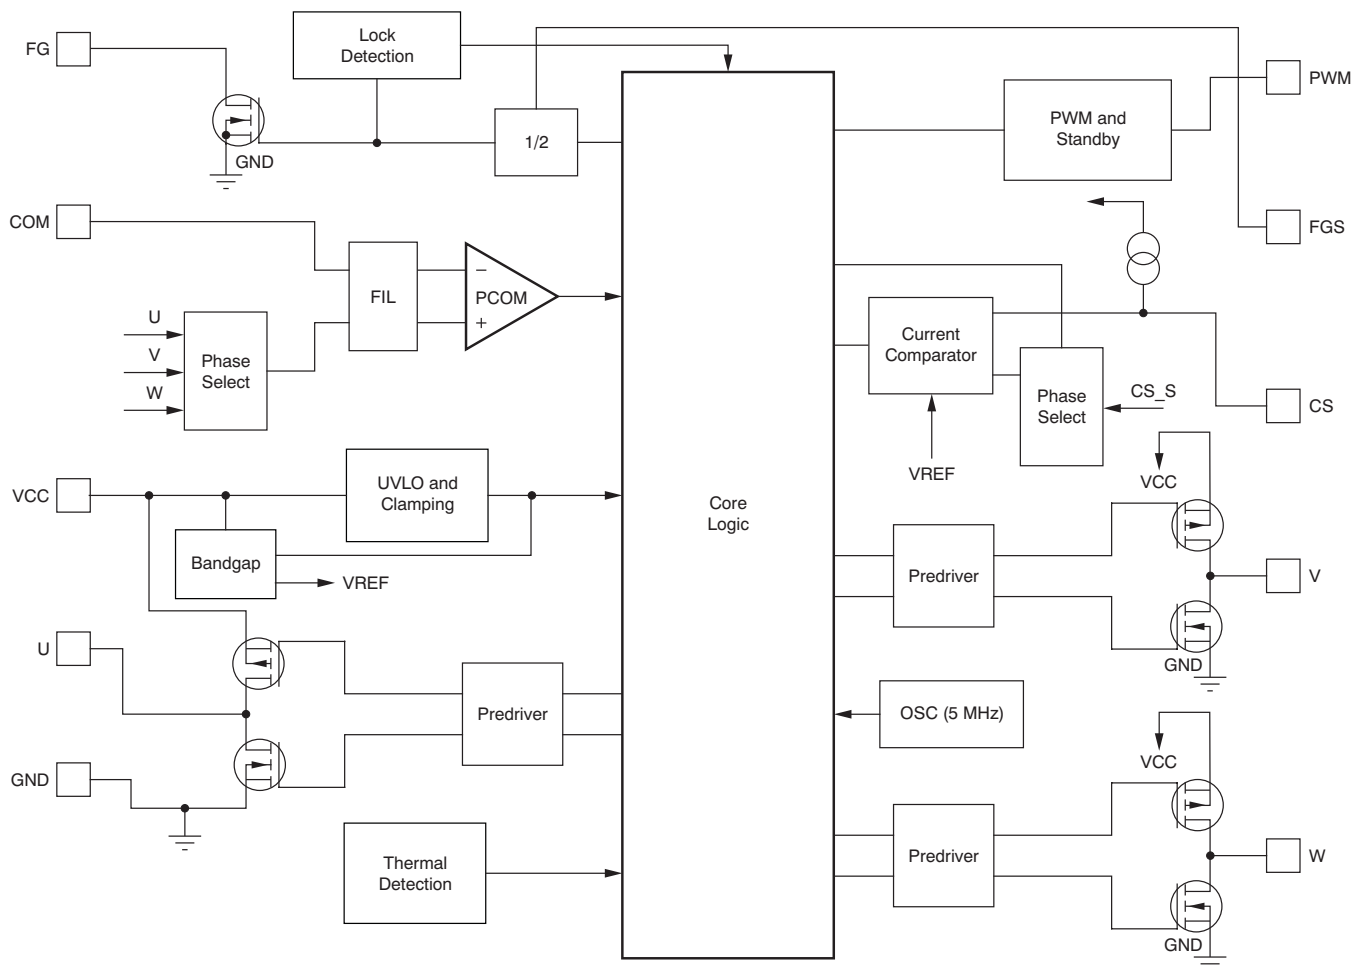 FG
Lock
Detection
PWM
PWM and
Standby
1/2
GND
COM
FGS
FIL
−
PCOM
+
U
V
W
Phase
Select
Current
Comparator
Phase
Select
CS_S
CS
VREF
VCC
UVLO and
Clamping
VCC
Core
Logic
Bandgap
VREF
Predriver
V
U
GND
Predriver
OSC (5 MHz)
VCC
GND
Thermal
Detection
Predriver
W
GND